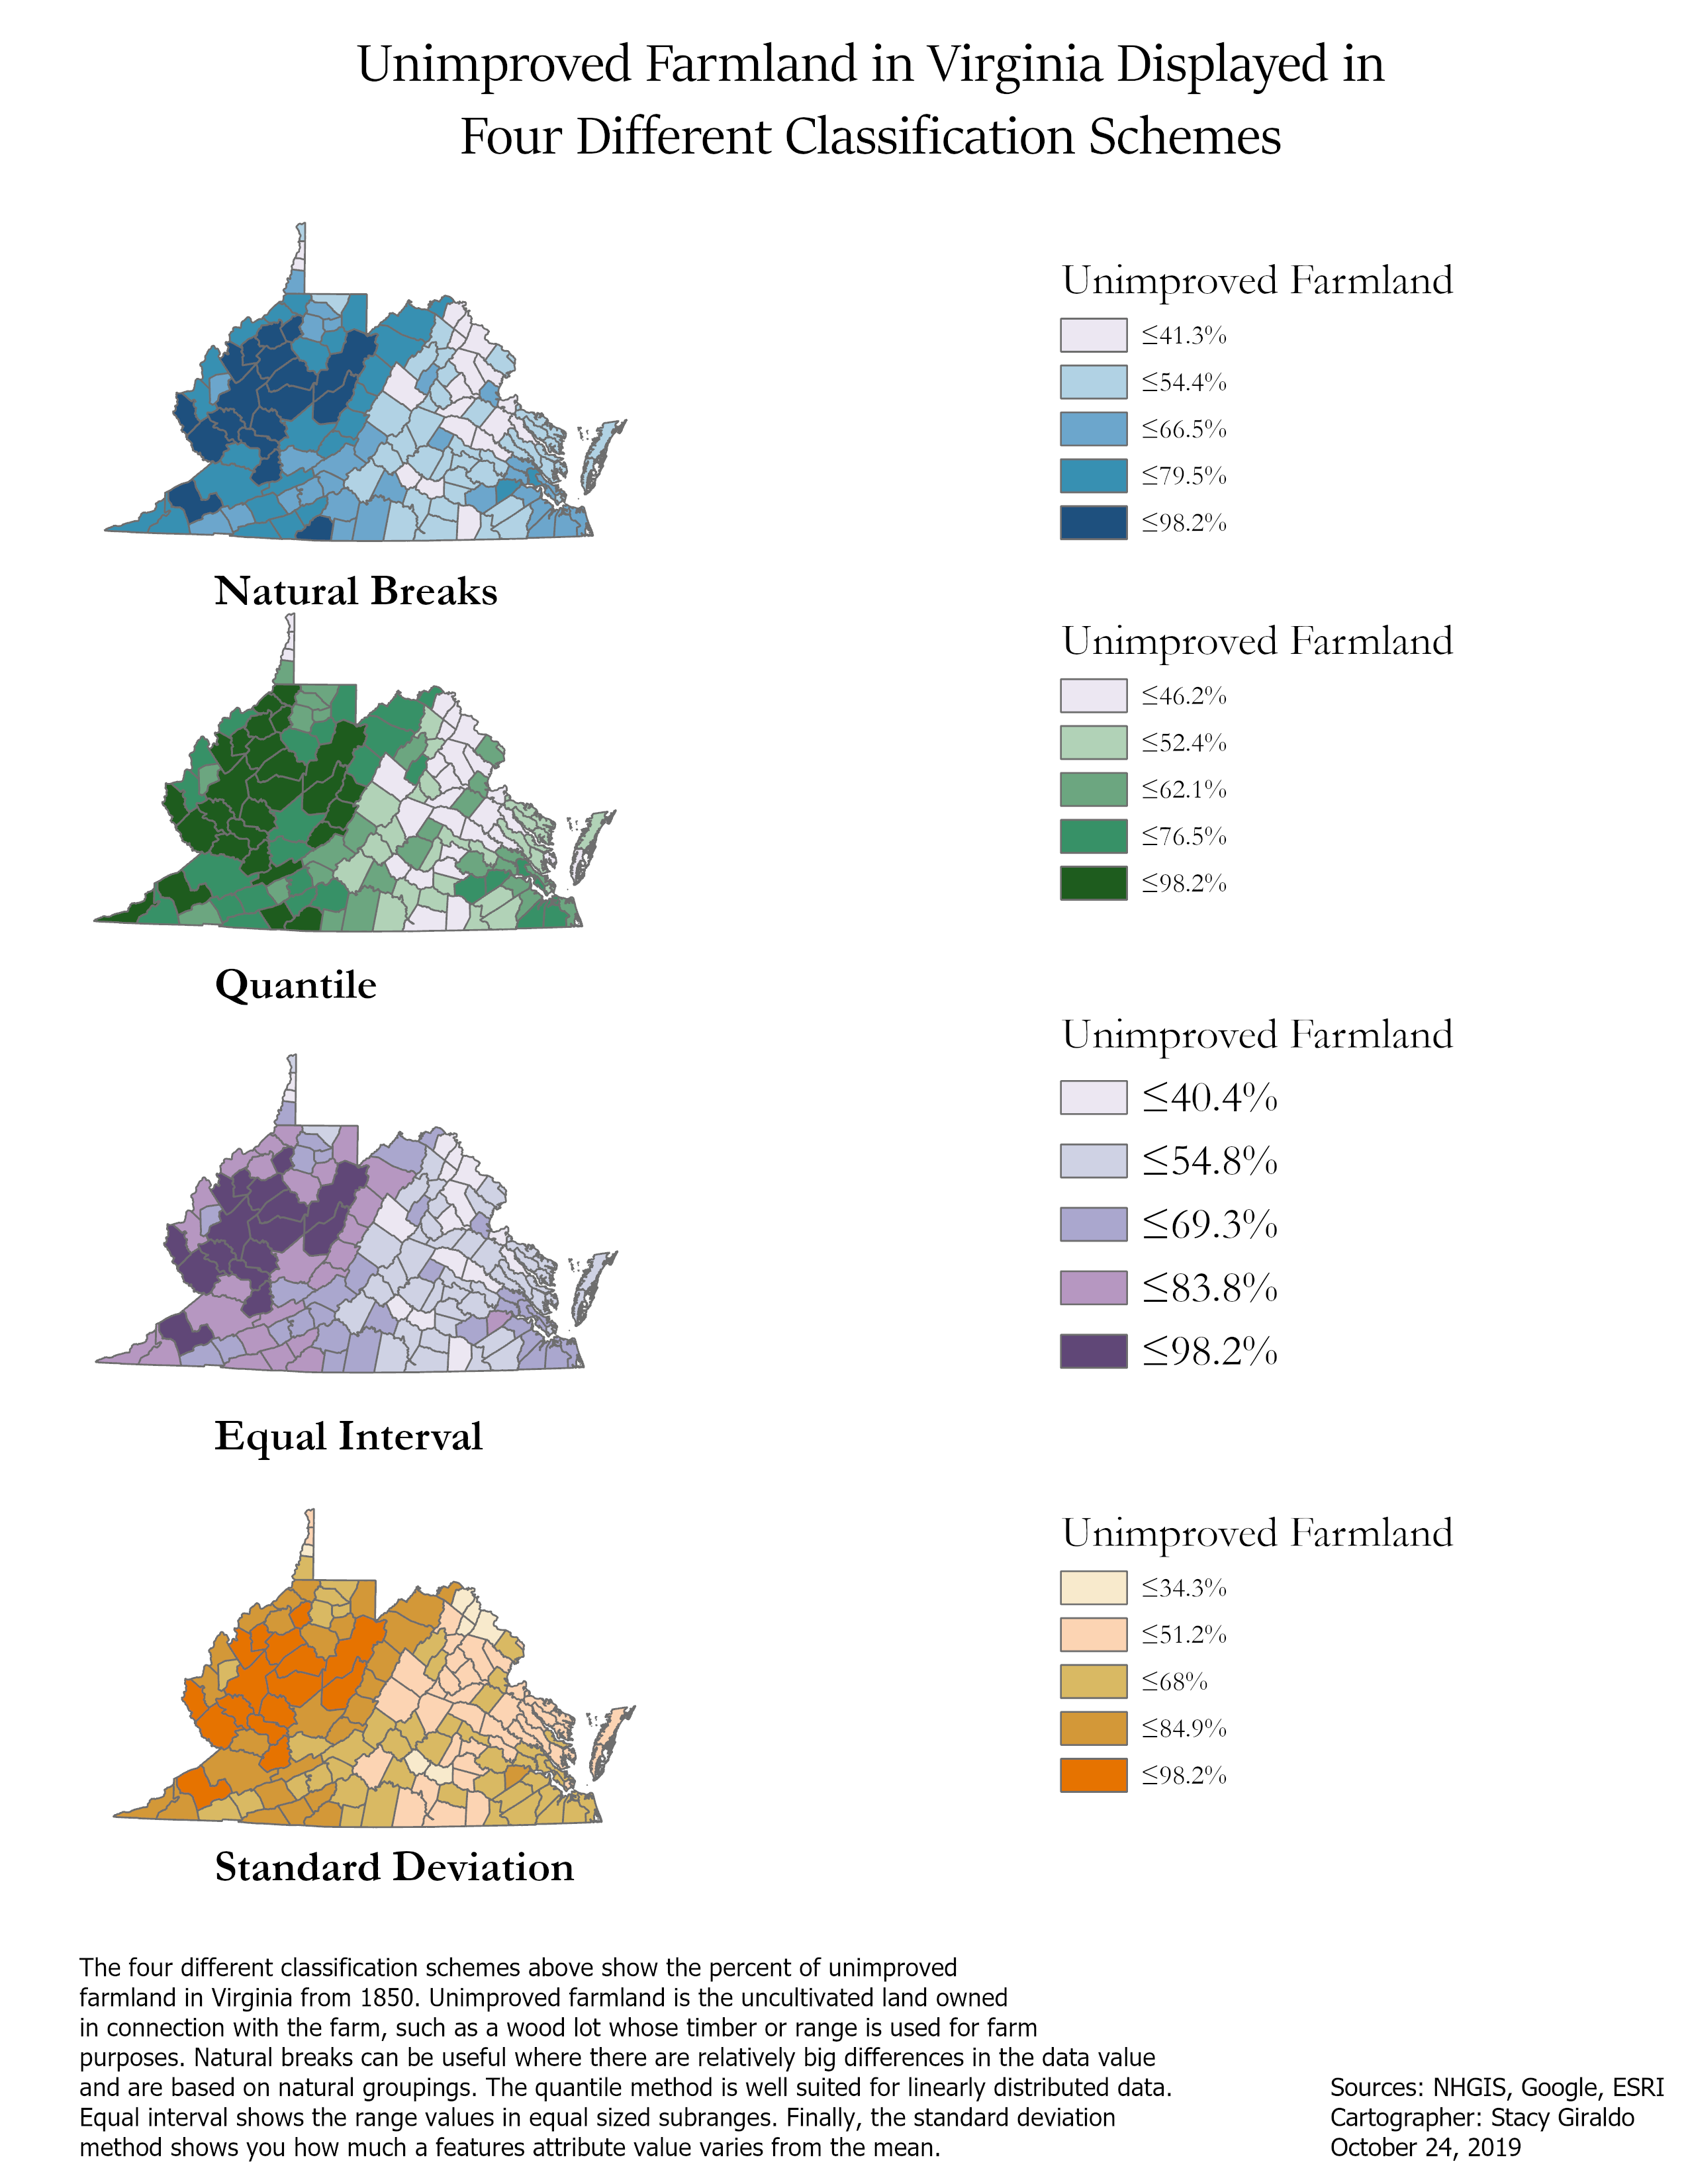 Unimproved Farmland in Virginia Displayed in
Four Different Classification Schemes
Unimproved Farmland
≤41.3%
≤54.4%
≤66.5%
≤79.5%
≤98.2%
Natural Breaks
Unimproved Farmland
≤46.2%
≤52.4%
≤62.1%
≤76.5%
≤98.2%
Quantile
Unimproved Farmland
≤40.4%
≤54.8%
≤69.3%
≤83.8%
≤98.2%
Equal Interval
Unimproved Farmland
≤34.3%
≤51.2%
≤68%
≤84.9%
≤98.2%
Standard Deviation
The four different classification schemes above show the percent of unimproved
farmland in Virginia from 1850. Unimproved farmland is the uncultivated land owned
in connection with the farm, such as a wood lot whose timber or range is used for farm
purposes. Natural breaks can be useful where there are relatively big differences in the data value
and are based on natural groupings. The quantile method is well suited for linearly distributed data.
Equal interval shows the range values in equal sized subranges. Finally, the standard deviation
method shows you how much a features attribute value varies from the mean.
Sources: NHGIS, Google, ESRI
Cartographer: Stacy Giraldo
October 24, 2019